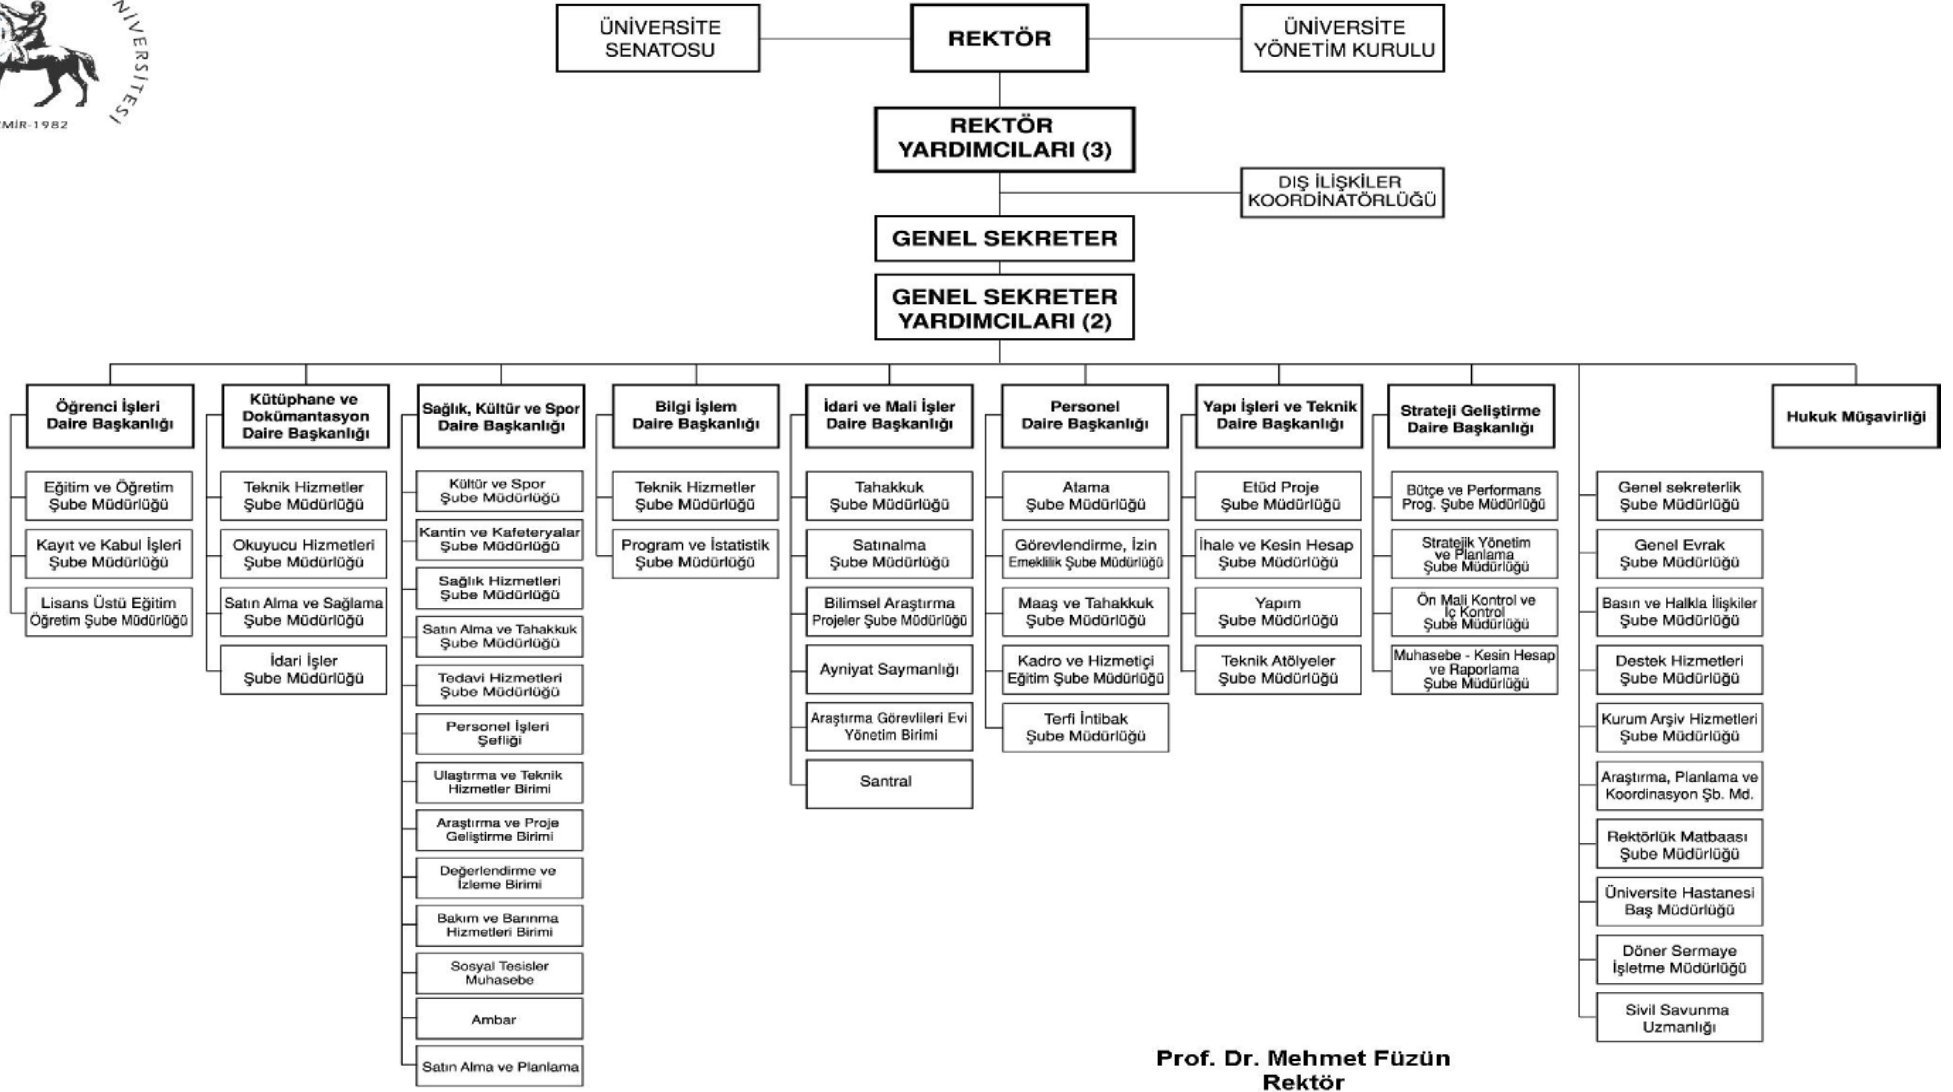 NİVERSİTESİ
MİR-1982
ÜNİVERSİTE
SENATOSU
REKTÖR
ÜNİVERSİTE
YÖNETİM KURULU
REKTÖR
YARDIMCILARI (3)
DIŞ İLİŞKİLER
KOORDİNATÖRLÜĞÜ
GENEL SEKRETER
GENEL SEKRETER
YARDIMCILARI (2)
Öğrenci İşleri
Daire Başkanlığı
Eğitim ve Öğretim
Şube Müdürlüğü
Kayıt ve Kabul İşleri
Şube Müdürlüğü
Lisans Üstü Eğitim
Öğretim Şube Müdürlüğü
Kütüphane ve
Dokümantasyon
Daire Başkanlığı
Teknik Hizmetler
Şube Müdürlüğü
Okuyucu Hizmetleri
Şube Müdürlüğü
Satın Alma ve Sağlama
Şube Müdürlüğü
İdari İşler
Şube Müdürlüğü
Sağlık, Kültür ve Spor
Daire Başkanlığı
Kültür ve Spor
Şube Müdürlüğü
Kantin ve Kafeteryalar
Şube Müdürlüğü
Sağlık Hizmetleri
Şube Müdürlüğü
Satın Alma ve Tahakkuk
Şube Müdürlüğü
Tedavi Hizmetleri
Şube Müdürlüğü
Personel İşleri
Şefliği
Ulaştırma ve Teknik
Hizmetler Birimi
Araştırma ve Proje
Geliştirme Birimi
Değerlendirme ve
İzleme Birimi
Bakım ve Barınma
Hizmetleri Birimi
Sosyal Tesisler
Muhasebe
Ambar
Satın Alma ve Planlama
Bilgi İşlem
Daire Başkanlığı
Teknik Hizmetler
Şube Müdürlüğü
Program ve İstatistik
Şube Müdürlüğü
İdari ve Mali İşler
Daire Başkanlığı
Tahakkuk
Şube Müdürlüğü
Satınalma
Şube Müdürlüğü
Bilimsel Araştırma
Projeler Şube Müdürlüğü
Ayniyat Saymanlığı
Araştırma Görevlileri Evi
Yönetim Birimi
Santral
Personel
Daire Başkanlığı
Atama
Şube Müdürlüğü
Görevlendirme, İzin
Emeklilik Şube Müdürlüğü
Maaş ve Tahakkuk
Şube Müdürlüğü
Kadro ve Hizmetiçi
Eğitim Şube Müdürlüğü
Terfi İntibak
Şube Müdürlüğü
Yapı İşleri ve Teknik
Daire Başkanlığı
Etüd Proje
Şube Müdürlüğü
İhale ve Kesin Hesap
Şube Müdürlüğü
Yapım
Şube Müdürlüğü
Teknik Atölyeler
Şube Müdürlüğü
Strateji Geliştirme
Daire Başkanlığı
Bütçe ve Performans
Prog. Şube Müdürlüğü
Stratejik Yönetim
ve Planlama
Şube Müdürlüğü
Ön Mali Kontrol ve
İç Kontrol
Şube Müdürlüğü
Muhasebe - Kesin Hesap
ve Raporlama
Şube Müdürlüğü
Genel sekreterlik
Şube Müdürlüğü
Genel Evrak
Şube Müdürlüğü
Basın ve Halkla İlişkiler
Şube Müdürlüğü
Destek Hizmetleri
Şube Müdürlüğü
Kurum Arşiv Hizmetleri
Şube Müdürlüğü
Araştırma, Planlama ve
Koordinasyon Şb. Md.
Rektörlük Matbaası
Şube Müdürlüğü
Üniversite Hastanesi
Baş Müdürlüğü
Döner Sermaye
İşletme Müdürlüğü
Sivil Savunma
Uzmanlığı
Hukuk Müşavirliği
Prof. Dr. Mehmet Füzün
Rektör